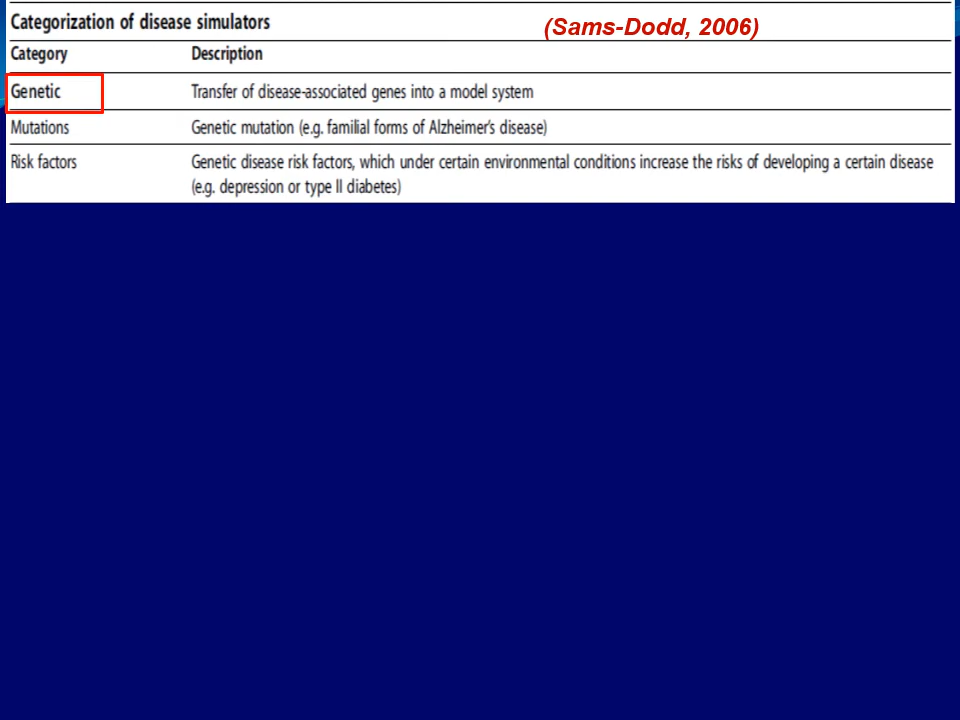 Categorization of disease simulators (Sams-Dodd, 2006)
Category Description
Genetic Transfer of disease-associated genes into a model system
Mutations Genetic mutation (e.g. familial forms of Alzheimer's disease)
Risk factors Genetic disease risk factors, which under certain environmental conditions increase the risks of developing a certain disease
(e.g. depression or type II diabetes)